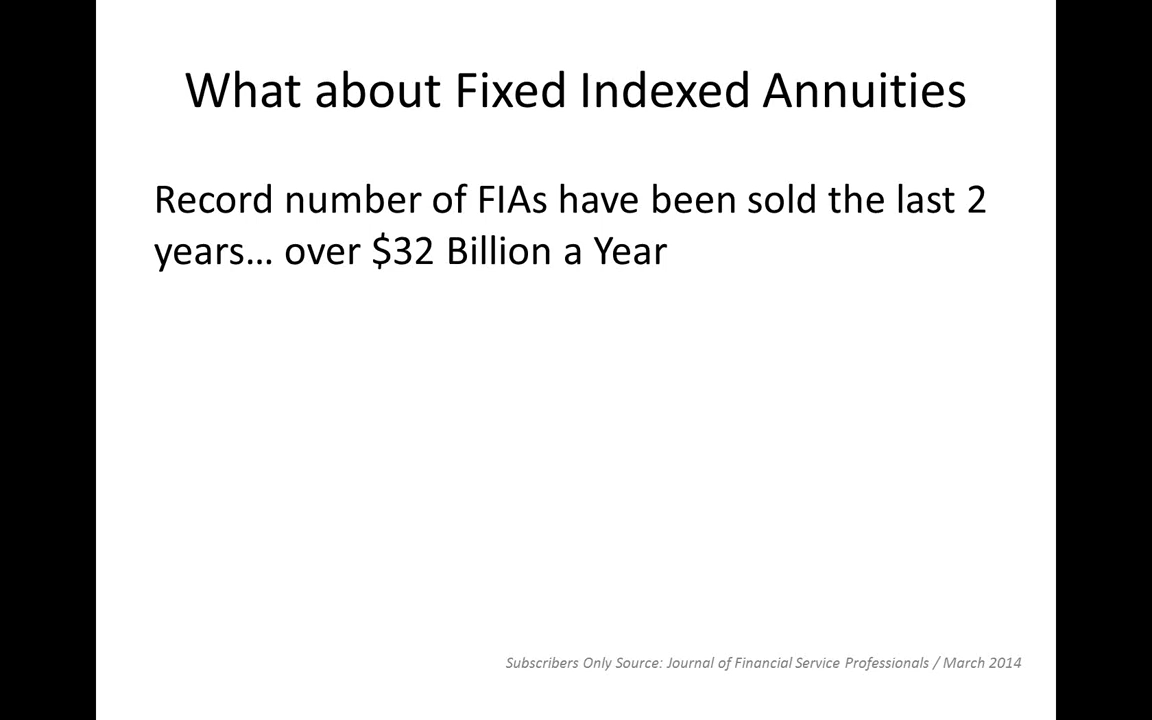 What about Fixed Indexed Annuities
Record number of FIAs have been sold the last 2
years… over $32 Billion a Year
Subscribers Only Source: Journal of Financial Service Professionals / March 2014